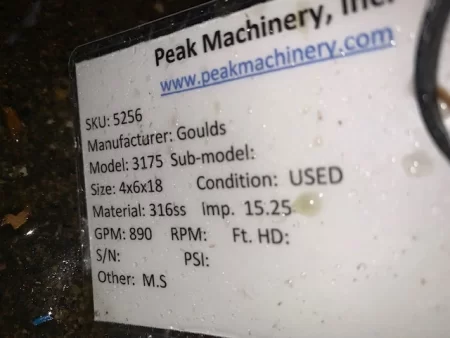 Peak Machinery, Inc.
www.peakmachinery.com
SKU: 5256
Manufacturer: Goulds
Model: 3175 Sub-model:
Size: 4x6x18 Condition: USED
Material: 316ss Imp. 15.25
GPM: 890 RPM: Ft. HD:
S/N: PSI:
Other: M.S